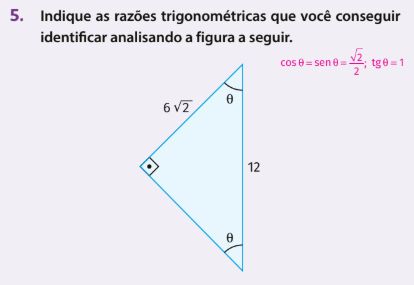 5. Indique as razões trigonométricas que você conseguir
identificar analisando a figura a seguir.
cos θ = sen θ = √2/2; tg θ = 1
θ
6 √2
12
θ